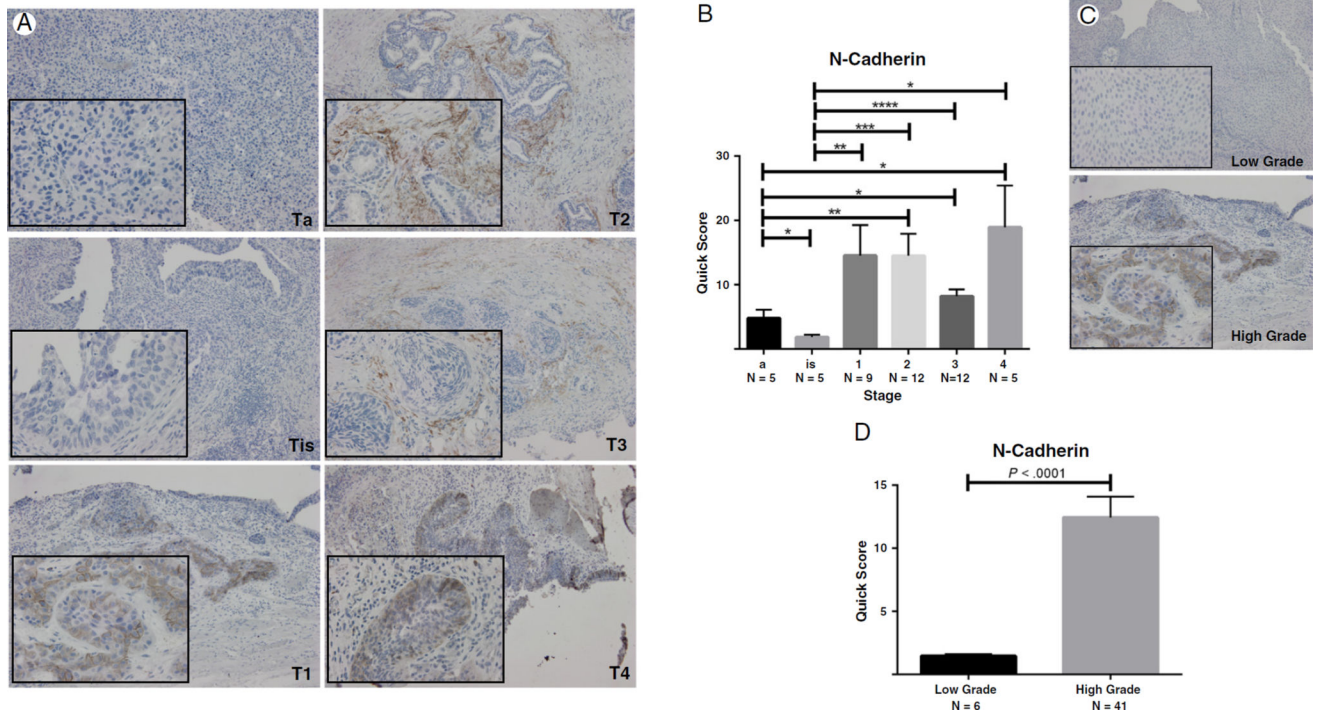 A
Ta
T2
Tis
T3
T1
T4
B
N-Cadherin
*
****
***
**
*
*
**
*
30
20
10
Quick Score
a is 1 2 3 4
N = 5 N = 5 N = 9 N = 12 N=12 N = 5
Stage
C
Low Grade
High Grade
D
N-Cadherin
P < .0001
15
10
5
Quick Score
Low Grade High Grade
N = 6 N = 41